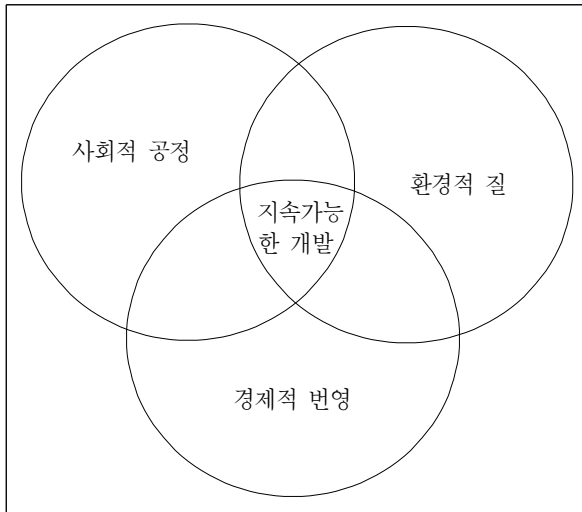 사회적 공정
환경적 질
지속가능
한 개발
경제적 번영